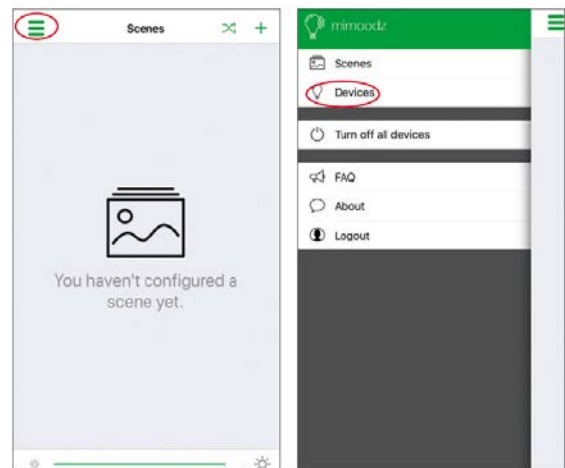 Scenes
You haven't configured a
scene yet.
mimoodz
Scenes
Devices
Turn off all devices
FAQ
About
Logout